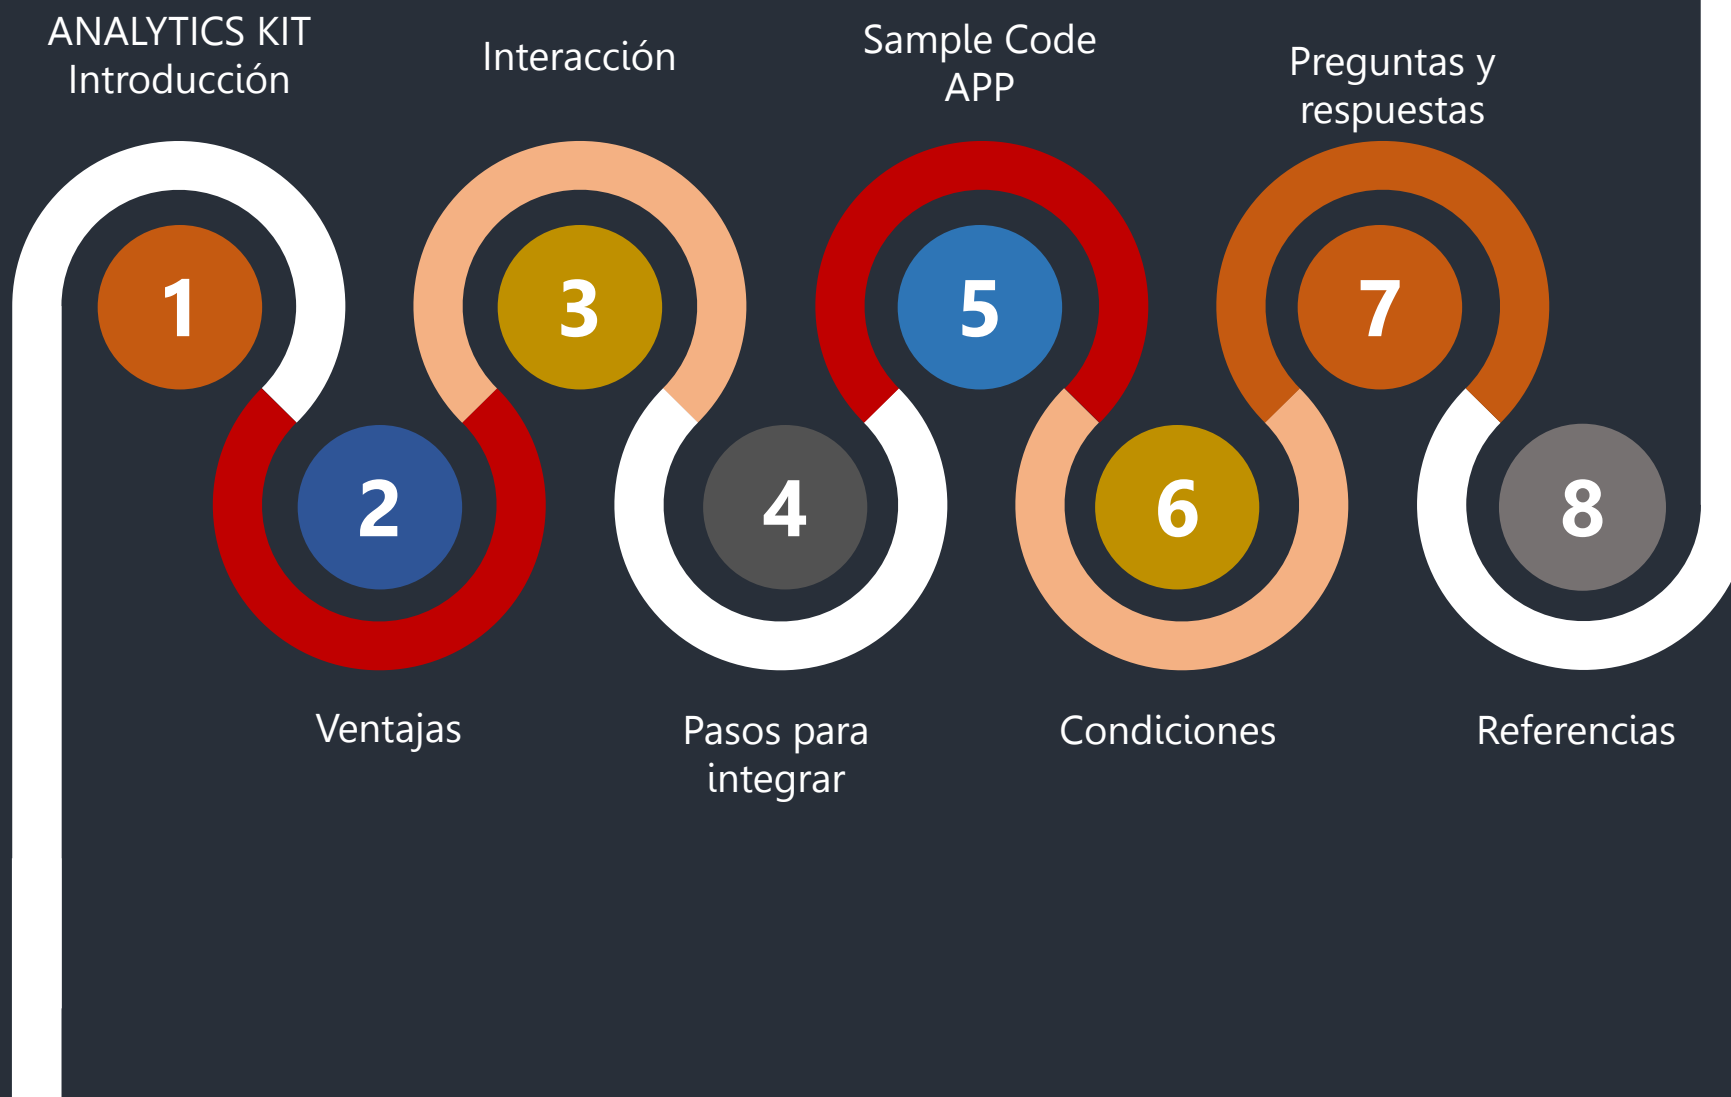 ANALYTICS KIT
Introducción
Interacción
Sample Code
APP
Preguntas y
respuestas
1
3
5
7
2
4
6
8
Ventajas
Pasos para
integrar
Condiciones
Referencias